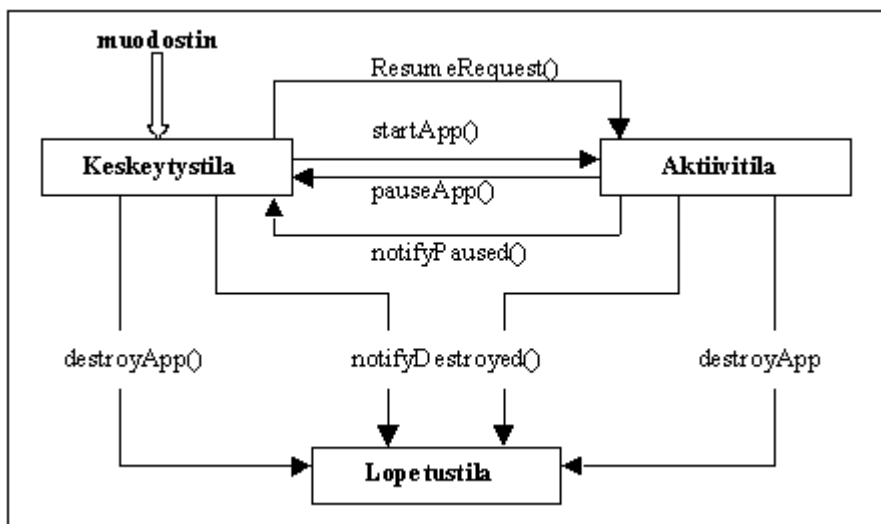 muodostin
ResumeRequest()
startApp()
Keskeytystila
Aktiivitila
pauseApp()
notifyPaused()
destroyApp()
notifyDestroyed()
destroyApp
Lopetustila